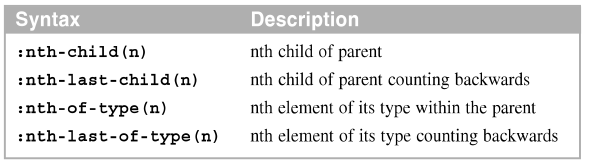 Syntax Description
:nth-child(n) nth child of parent
:nth-last-child(n) nth child of parent counting backwards
:nth-of-type(n) nth element of its type within the parent
:nth-last-of-type(n) nth element of its type counting backwards